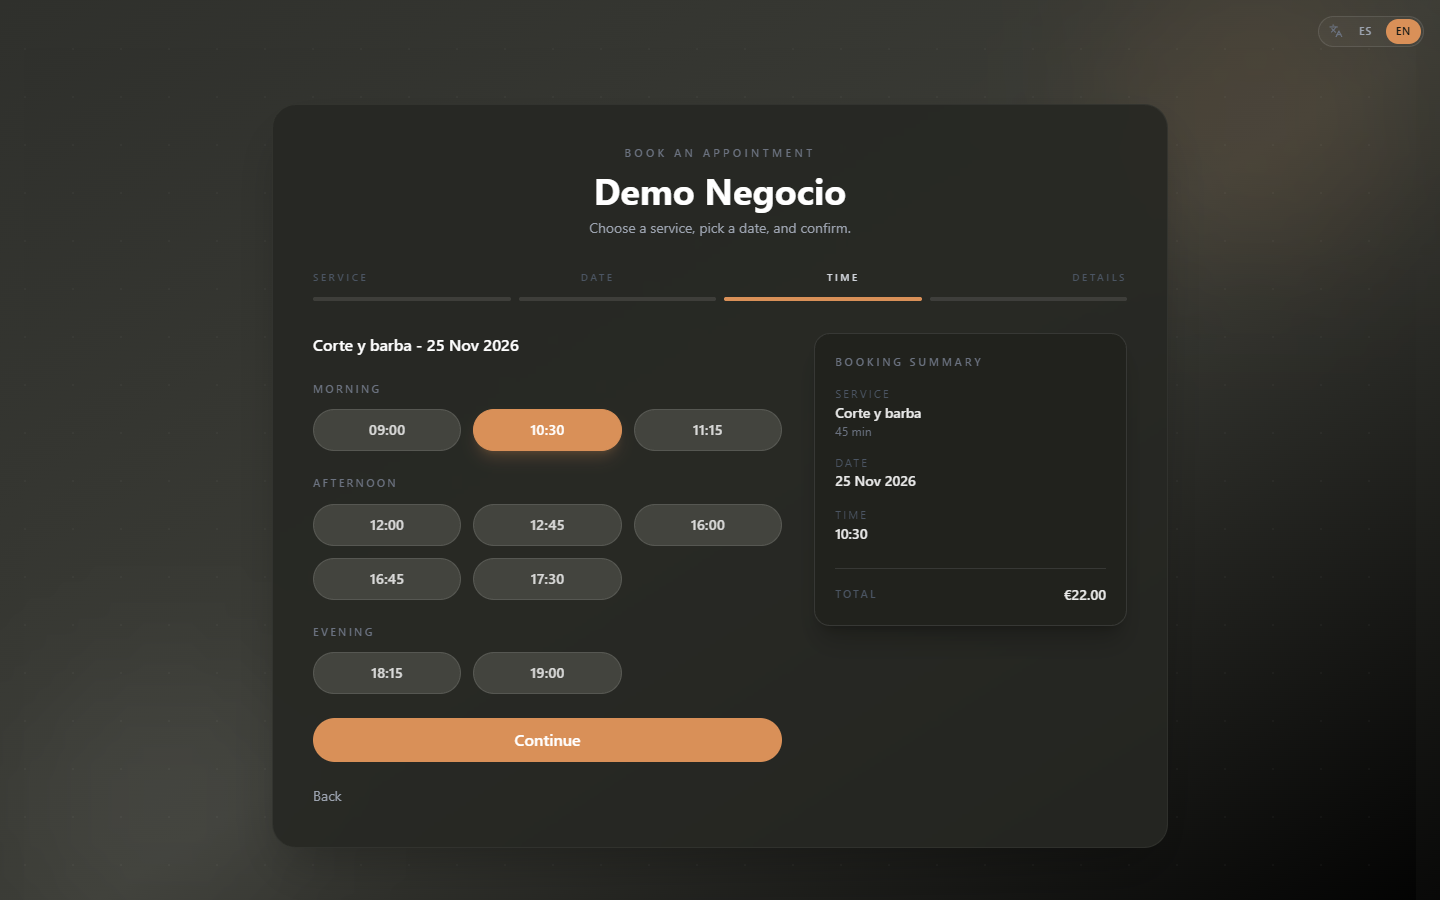 ES EN
BOOK AN APPOINTMENT
Demo Negocio
Choose a service, pick a date, and confirm.
SERVICE DATE TIME DETAILS
Corte y barba - 25 Nov 2026
MORNING
09:00 10:30 11:15
AFTERNOON
12:00 12:45 16:00
16:45 17:30
EVENING
18:15 19:00
Continue
Back
BOOKING SUMMARY
SERVICE
Corte y barba
45 min
DATE
25 Nov 2026
TIME
10:30
TOTAL €22.00